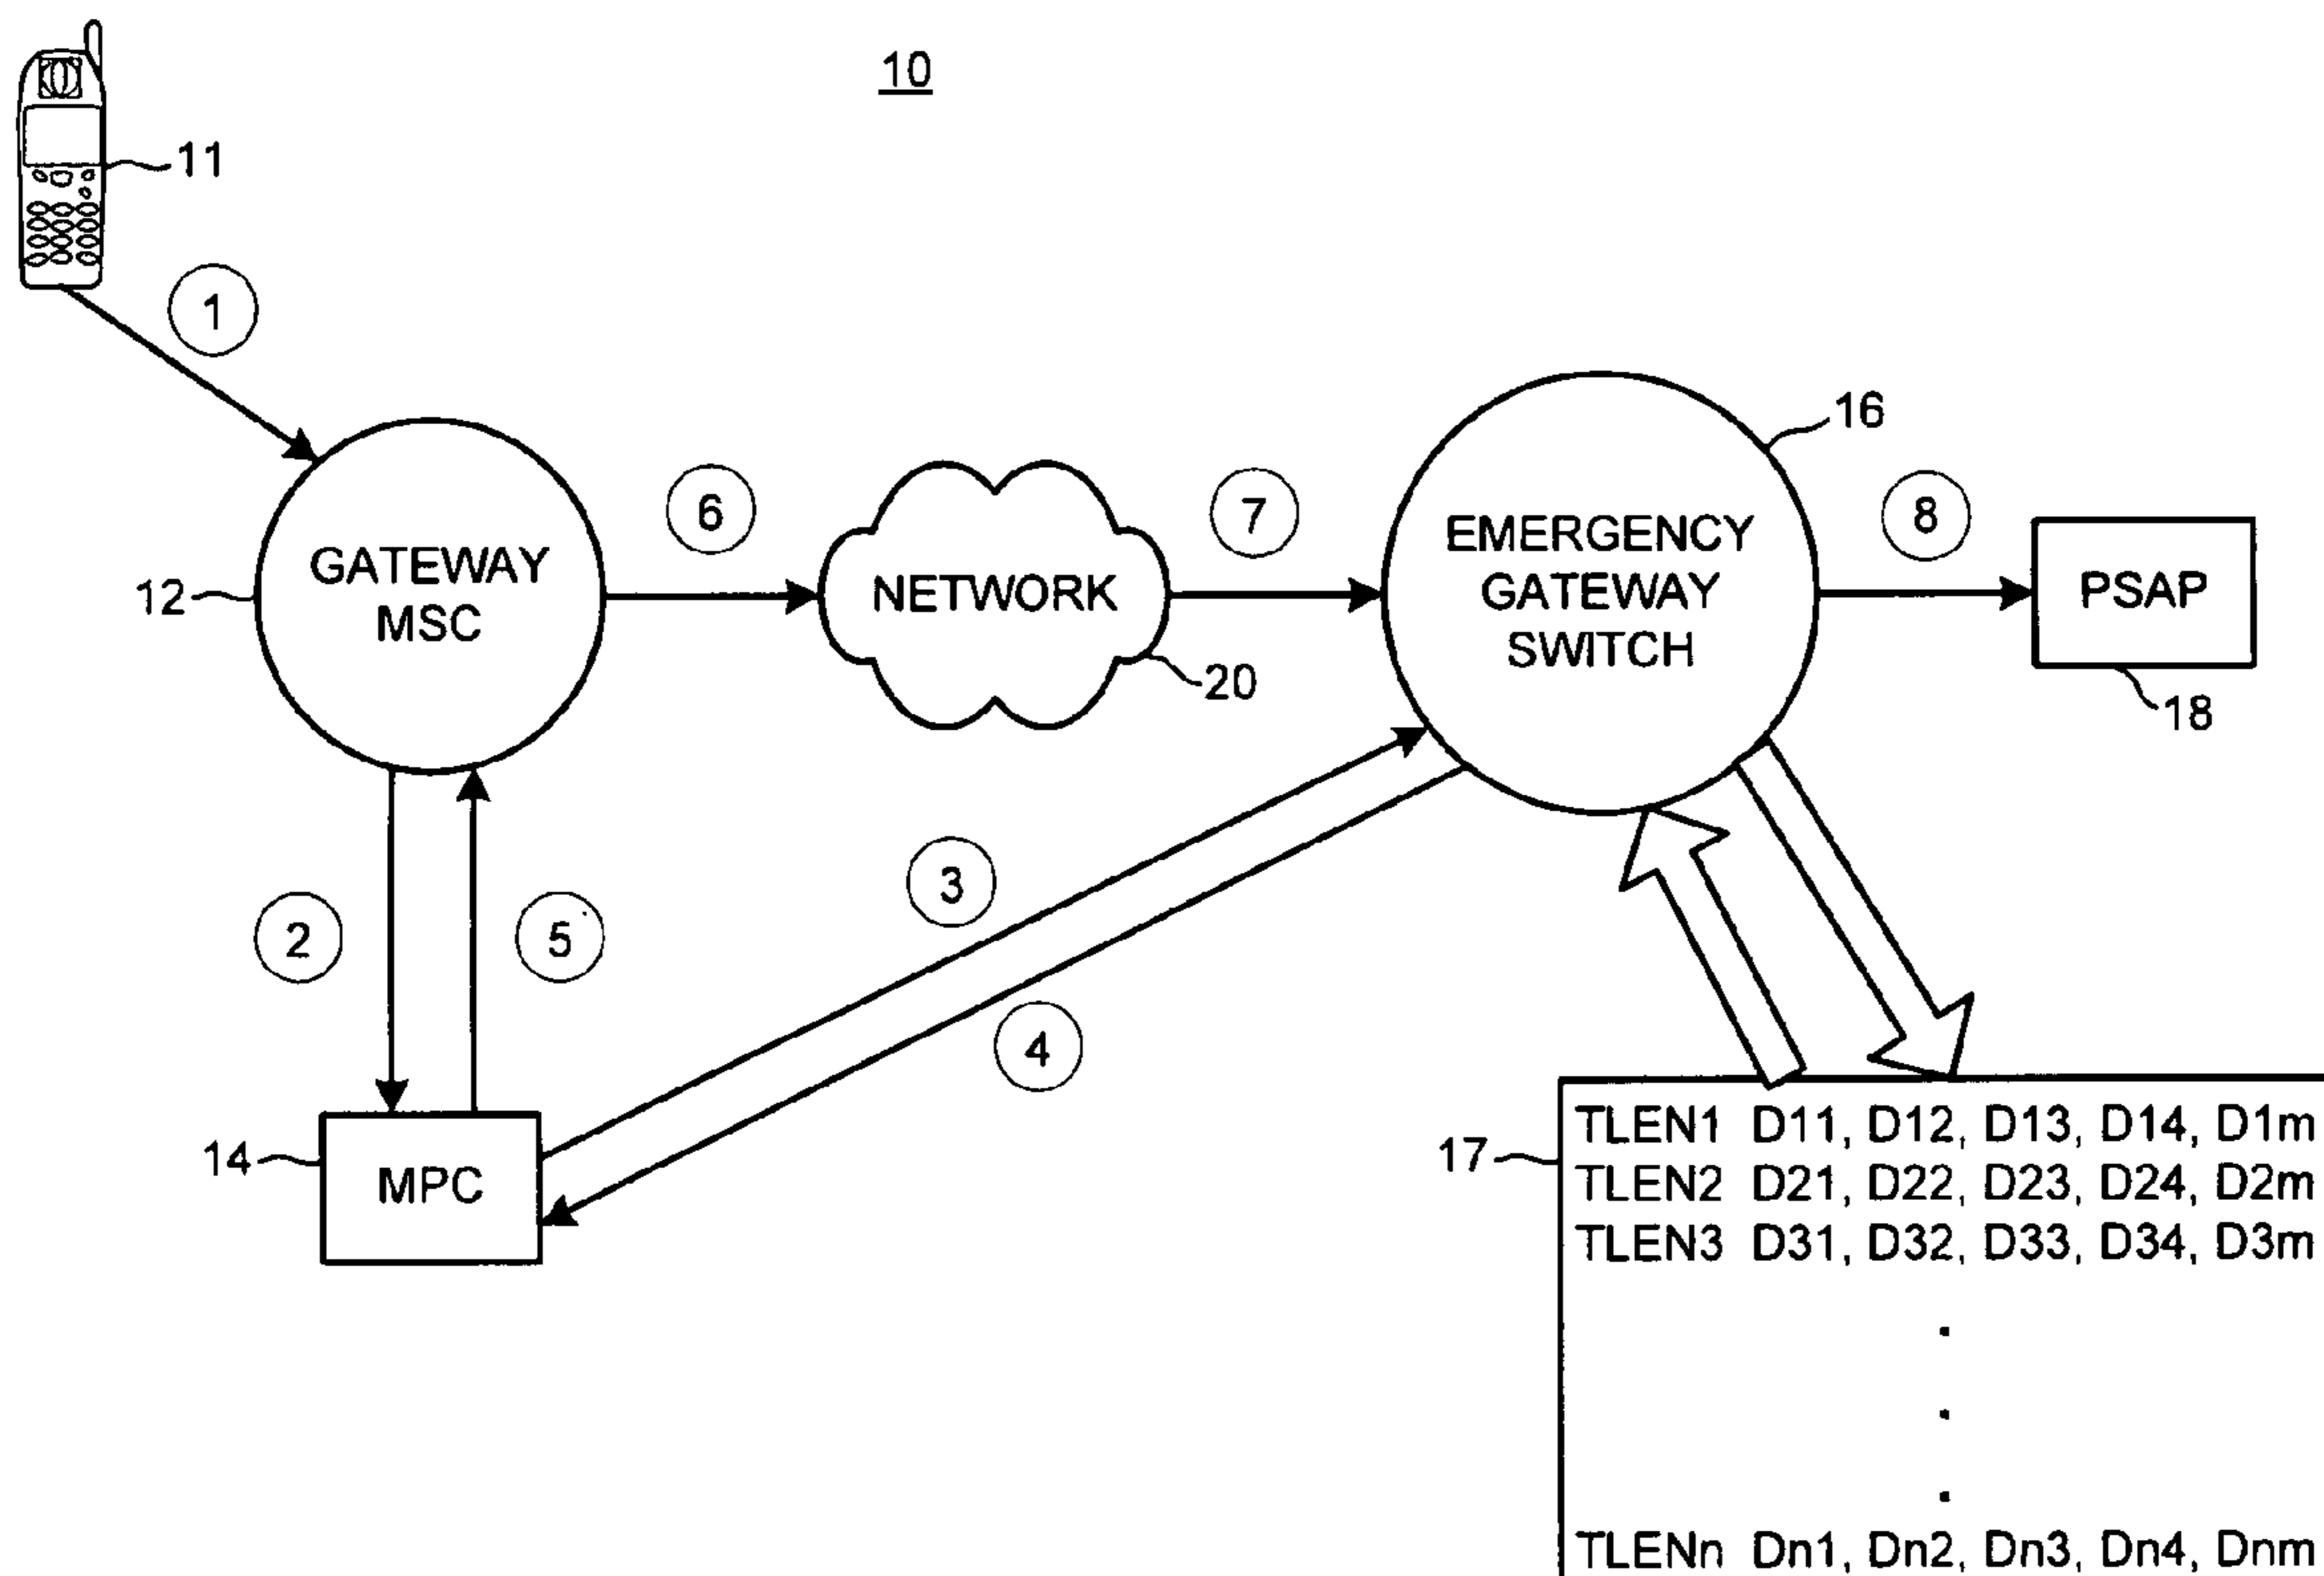 10
11
1
12
GATEWAY
MSC
6
NETWORK
20
7
EMERGENCY
GATEWAY
SWITCH
16
8
PSAP
18
2
5
3
4
14
MPC
17
TLEN1 D11, D12, D13, D14, D1m
TLEN2 D21, D22, D23, D24, D2m
TLEN3 D31, D32, D33, D34, D3m
.
.
.
TLENn Dn1, Dn2, Dn3, Dn4, Dnm